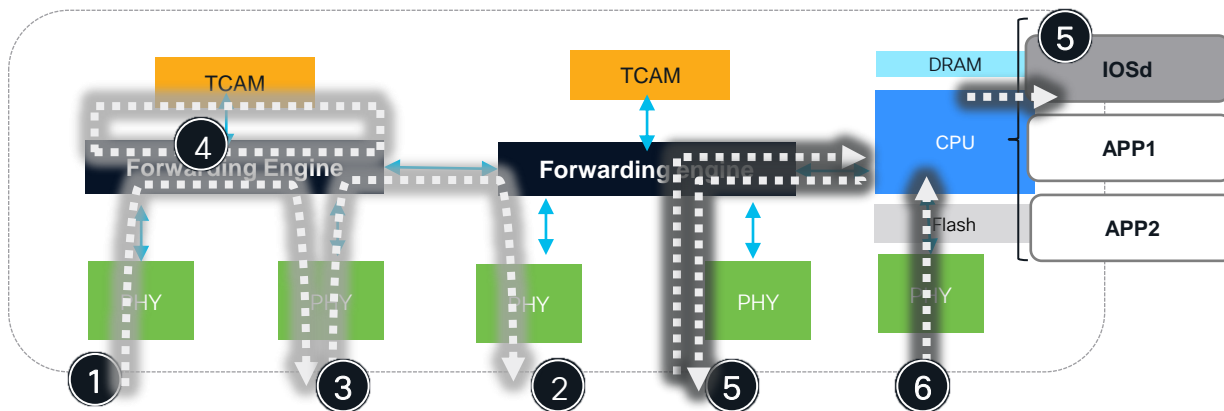 5
DRAM
IOSd
TCAM
TCAM
4
CPU
APP1
Forwarding Engine
Forwarding engine
Flash
APP2
PHY
PHY
PHY
PHY
PHY
1
3
2
5
6